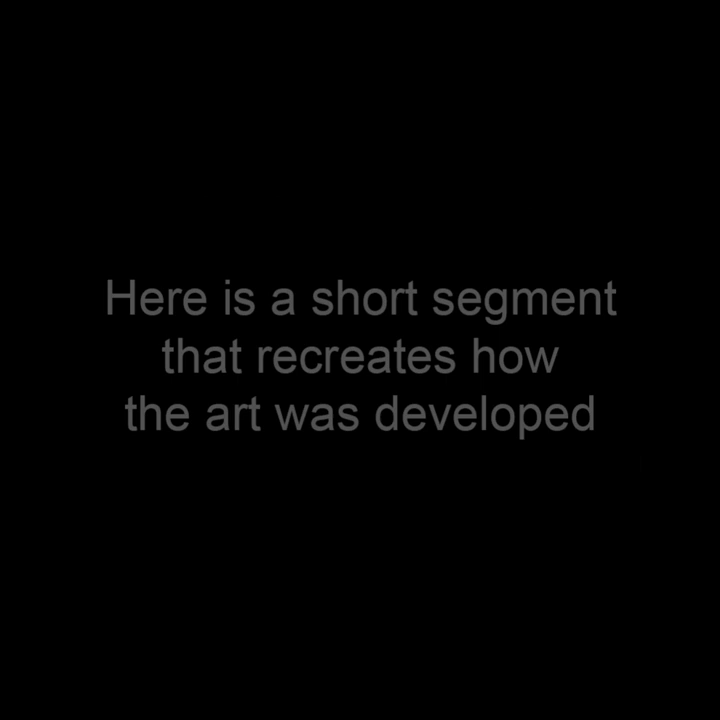 Here is a short segment
that recreates how
the art was developed